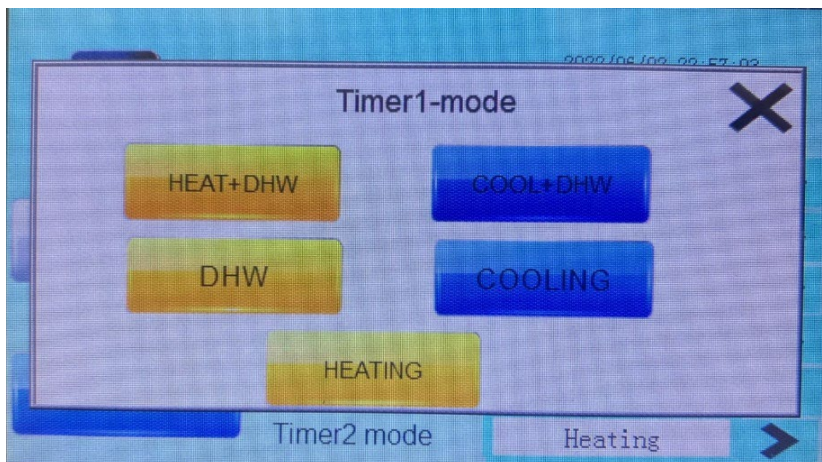 Timer1-mode
HEAT+DHW
COOL+DHW
DHW
COOLING
HEATING
Timer2 mode
Heating